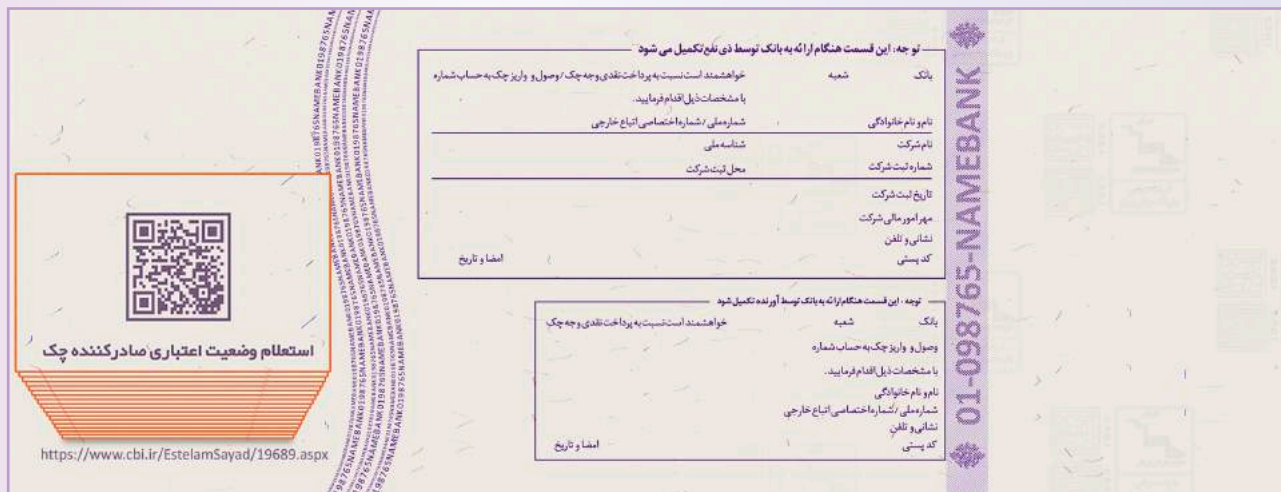 توجه: این قسمت هنگام ارائه به بانک توسط ذی نفع تکمیل می شود
بانک شعبه خواهشمند است نسبت به پرداخت نقدی وجه چک / وصول و واریز چک به حساب شماره
با مشخصات ذیل اقدام فرمایید.
نام و نام خانوادگی شماره ملی / شماره اختصاصی اتباع خارجی
نام شرکت شناسه ملی
شماره ثبت شرکت محل ثبت شرکت
تاریخ ثبت شرکت
مهر امور مالی شرکت
نشانی و تلفن
کد پستی امضا و تاریخ
توجه : این قسمت هنگام ارائه به بانک توسط آورنده تکمیل شود
بانک شعبه خواهشمند است نسبت به پرداخت نقدی وجه چک
وصول و واریز چک به حساب شماره
با مشخصات ذیل اقدام فرمایید.
نام و نام خانوادگی
شماره ملی / شماره اختصاصی اتباع خارجی
نشانی و تلفن
کد پستی امضا و تاریخ
01-098765-NAMEBANK
استعلام وضعیت اعتباری صادرکننده چک
https://www.cbi.ir/EstelamSayad/19689.aspx